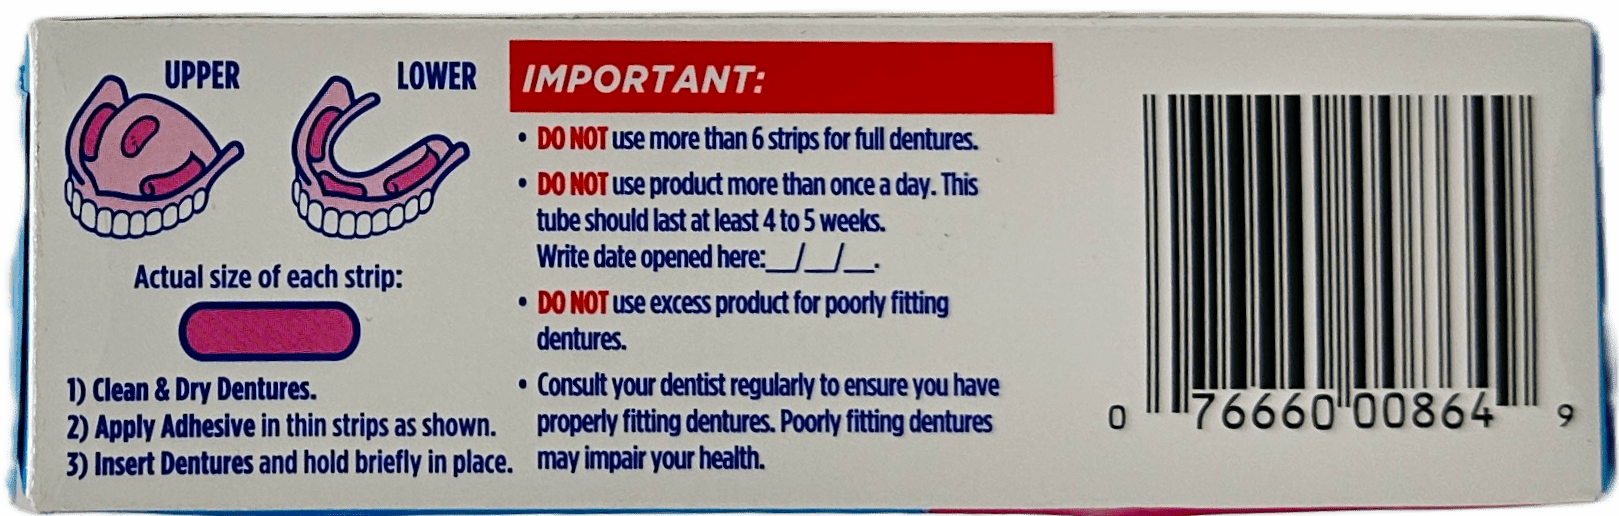 UPPER
LOWER
Actual size of each strip:
1) Clean & Dry Dentures.
2) Apply Adhesive in thin strips as shown.
3) Insert Dentures and hold briefly in place.
IMPORTANT:
• DO NOT use more than 6 strips for full dentures.
• DO NOT use product more than once a day. This
tube should last at least 4 to 5 weeks.
Write date opened here:__/__/__.
• DO NOT use excess product for poorly fitting
dentures.
• Consult your dentist regularly to ensure you have
properly fitting dentures. Poorly fitting dentures
may impair your health.
0 76660 00864 9